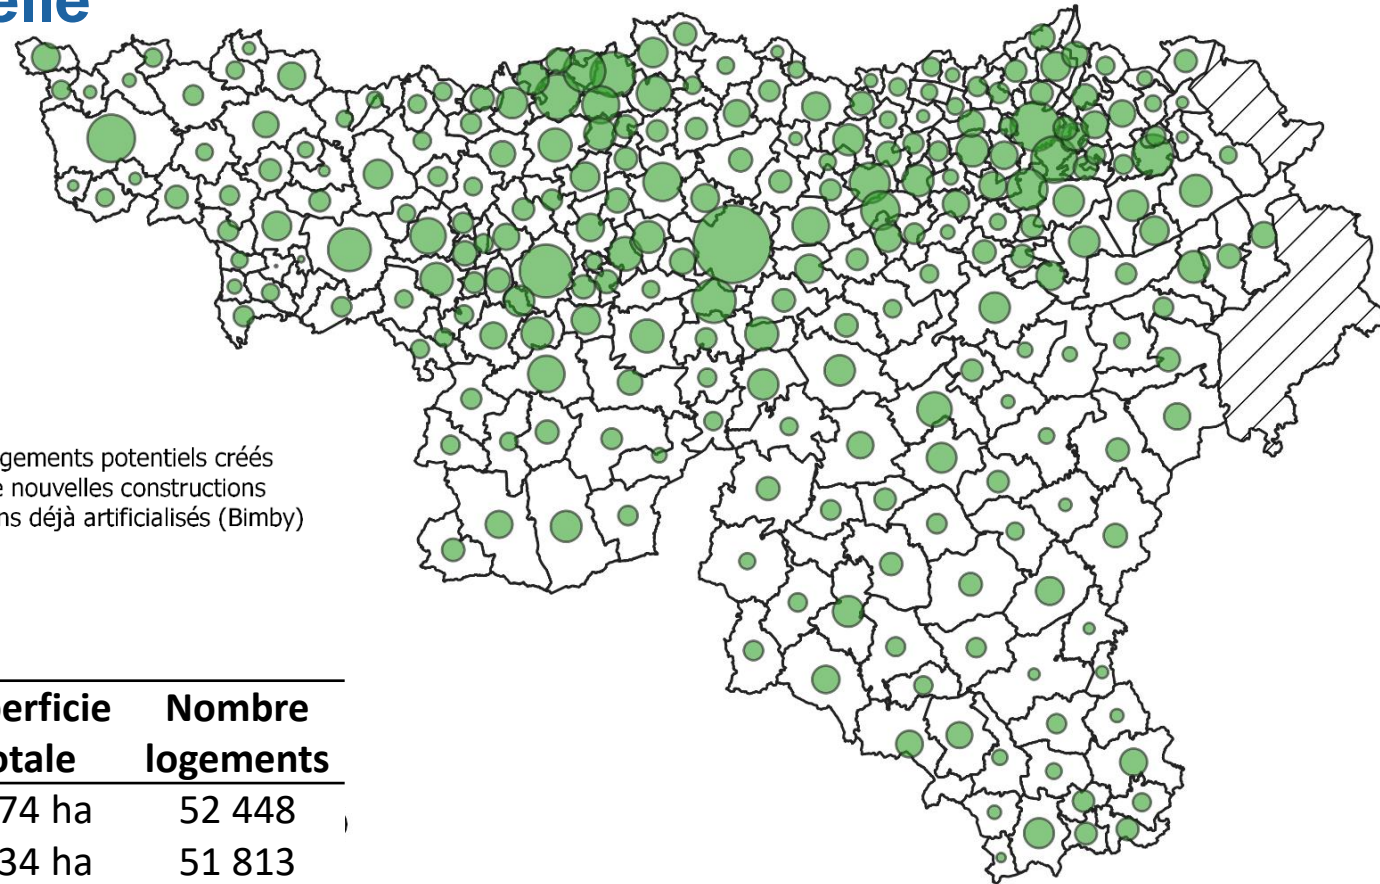 elle
gements potentiels créés
e nouvelles constructions
ns déjà artificialisés (Bimby)
erficie Nombre
otale logements
74 ha 52 448
34 ha 51 813